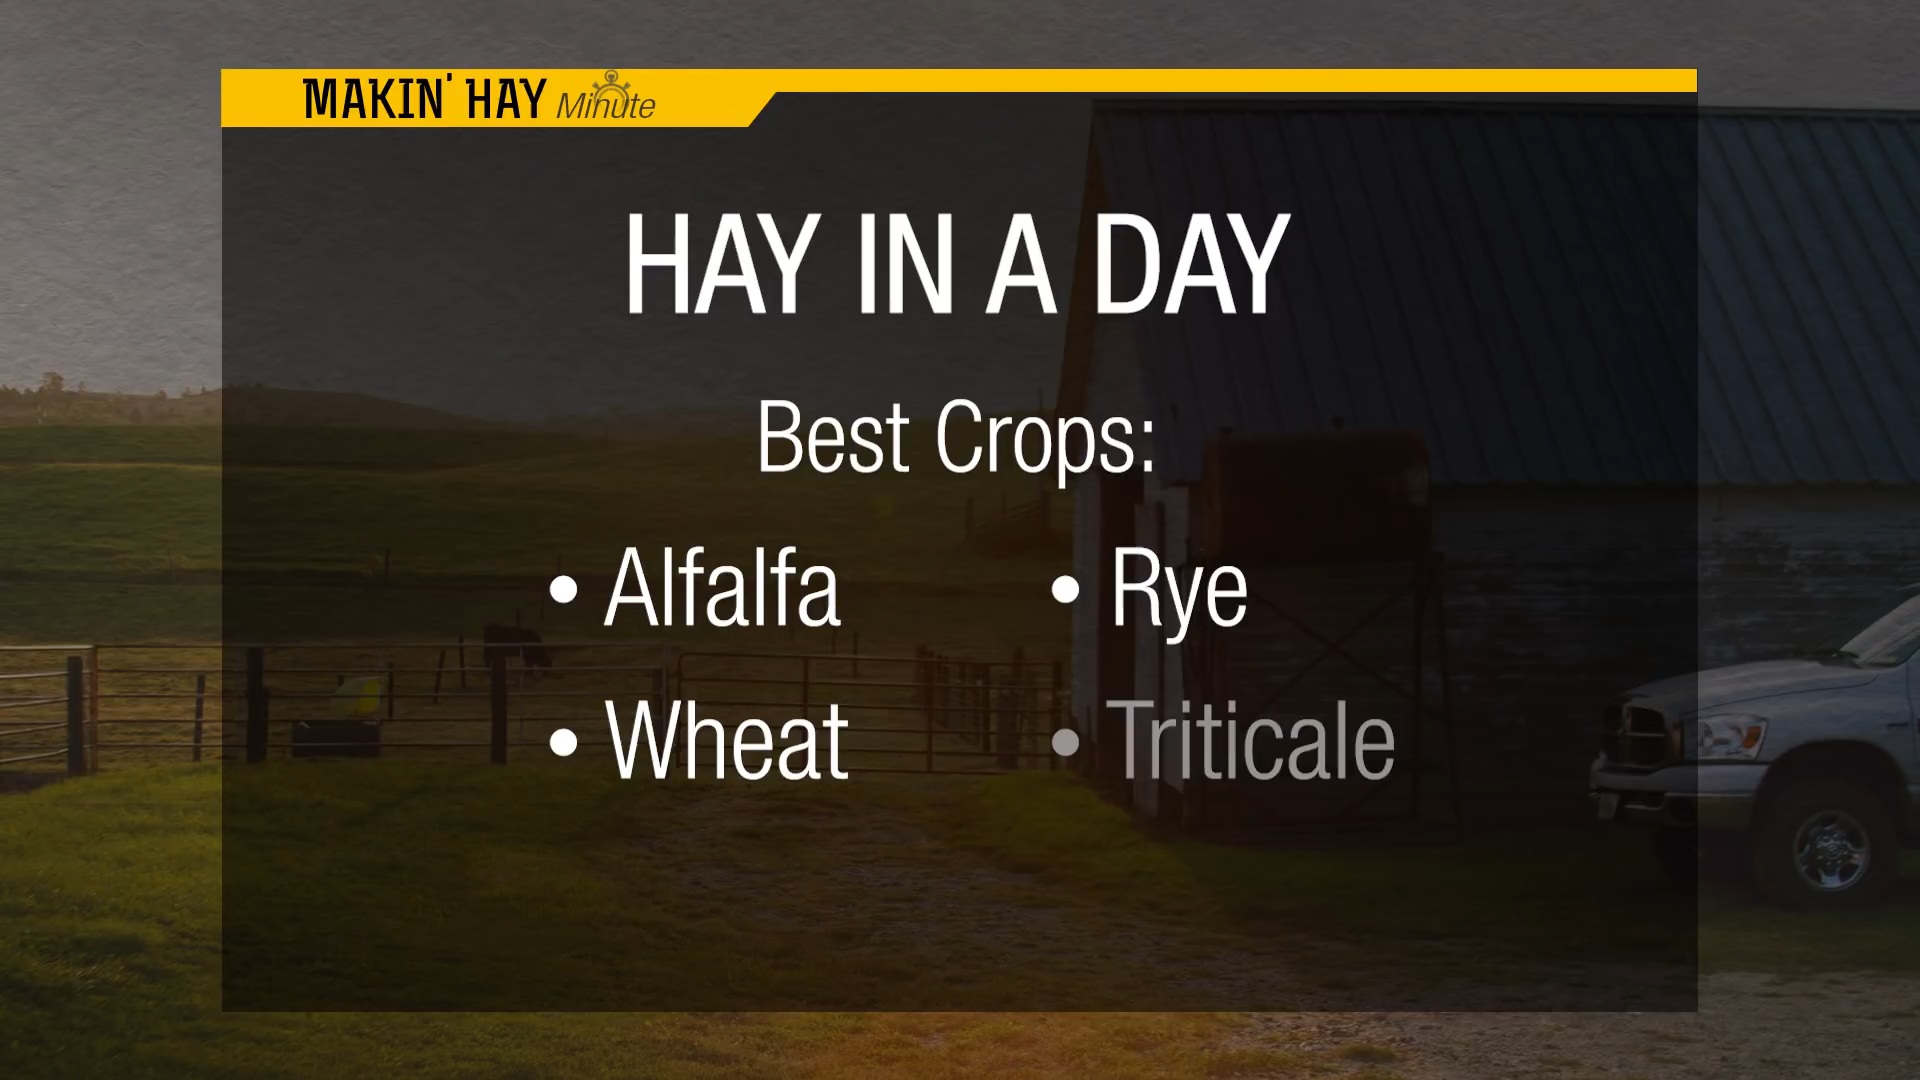 MAKIN' HAY Minute
HAY IN A DAY
Best Crops:
• Alfalfa
• Rye
• Wheat
• Triticale